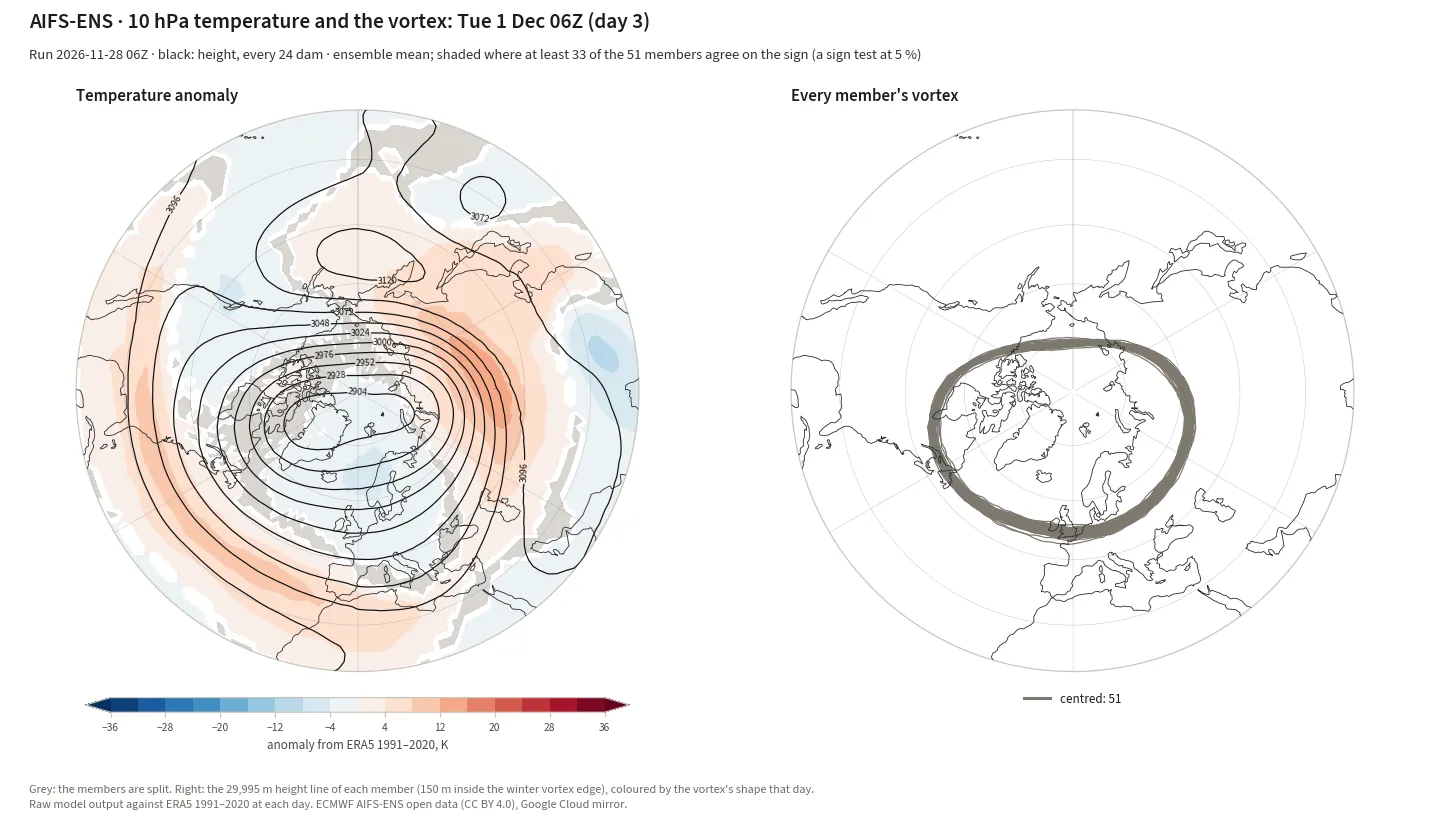 AIFS-ENS · 10 hPa temperature and the vortex: Tue 1 Dec 06Z (day 3)
Run 2026-11-28 06Z · black: height, every 24 dam · ensemble mean; shaded where at least 33 of the 51 members agree on the sign (a sign test at 5 %)
Temperature anomaly
Every member's vortex
3096
3072
3120
3072
3048
3024
3000
2976
2952
2928
2904
3096
centred: 51
−36
−28
−20
−12
−4
4
12
20
28
36
anomaly from ERA5 1991–2020, K
Grey: the members are split. Right: the 29,995 m height line of each member (150 m inside the winter vortex edge), coloured by the vortex's shape that day.
Raw model output against ERA5 1991–2020 at each day. ECMWF AIFS-ENS open data (CC BY 4.0), Google Cloud mirror.